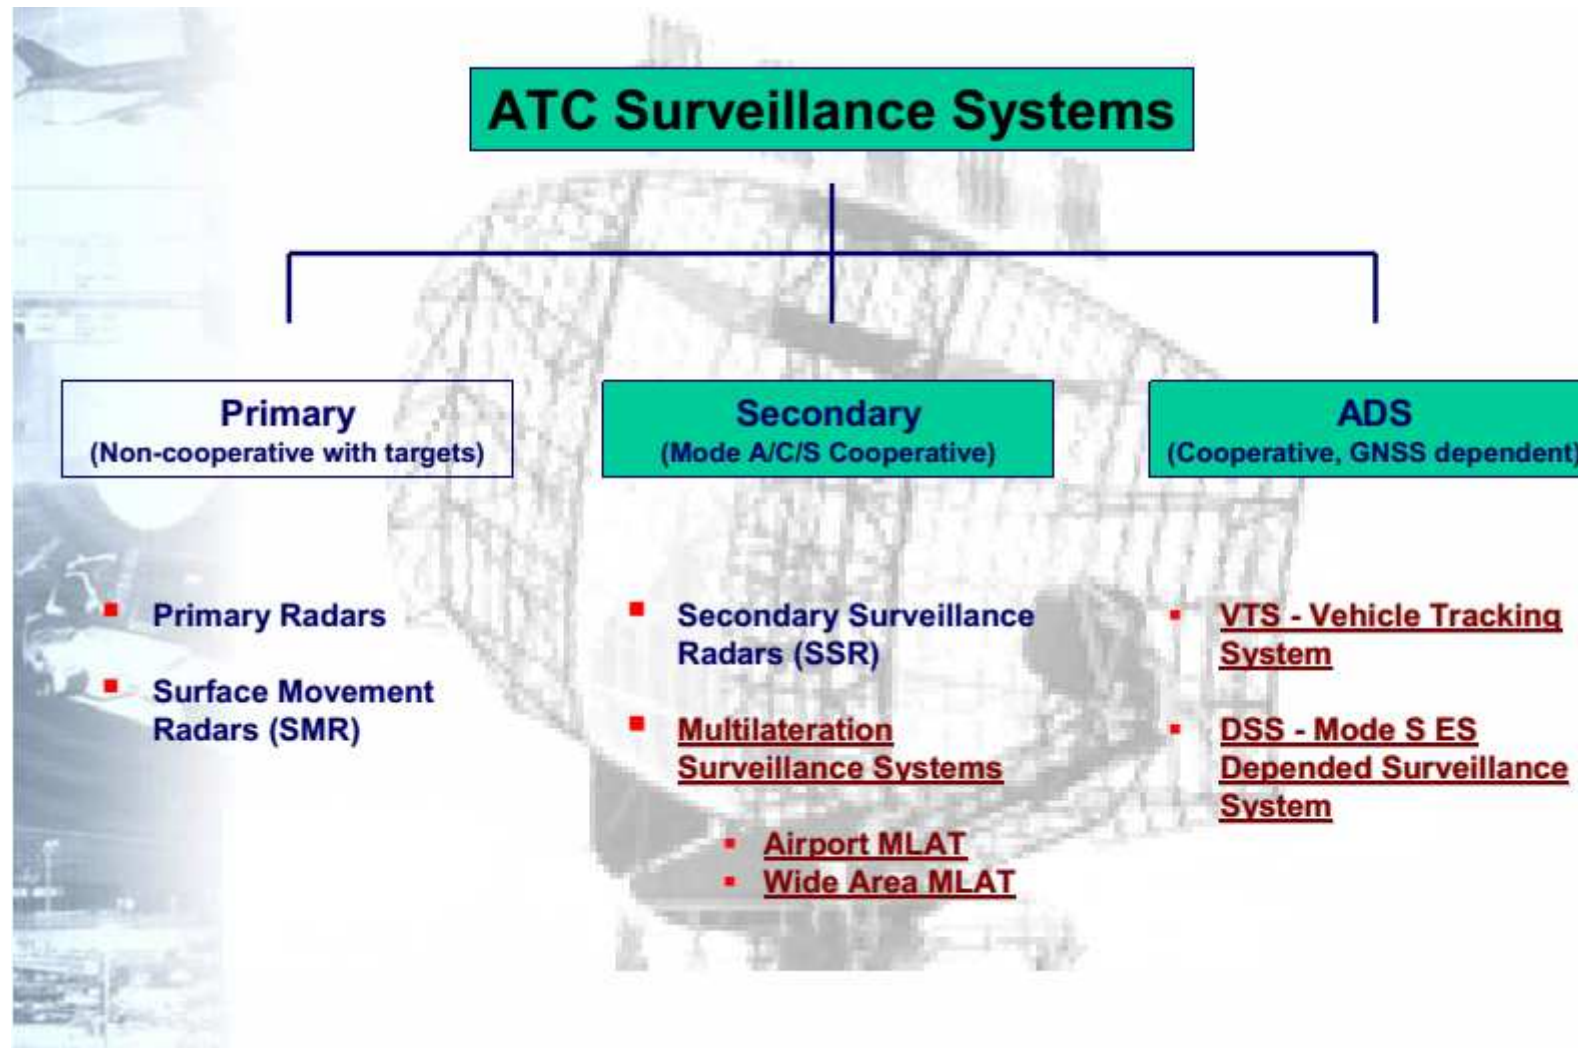 ATC Surveillance Systems
Primary
(Non-cooperative with targets)
Secondary
(Mode A/C/S Cooperative)
ADS
(Cooperative, GNSS dependent)
Primary Radars
Surface Movement
Radars (SMR)
Secondary Surveillance
Radars (SSR)
Multilateration
Surveillance Systems
Airport MLAT
Wide Area MLAT
VTS - Vehicle Tracking
System
DSS - Mode S ES
Depended Surveillance
System